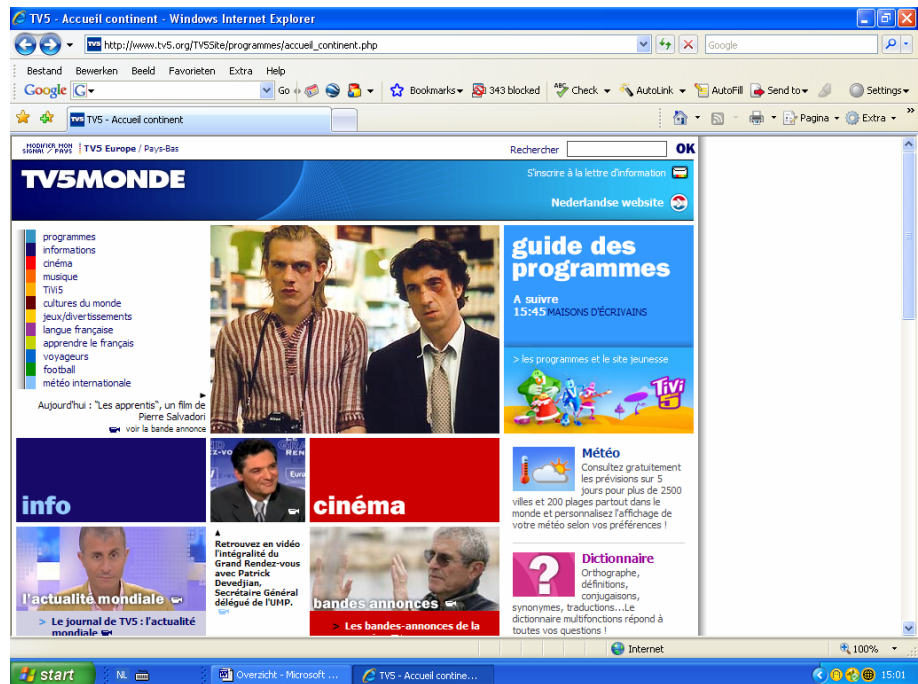 TV5 - Accueil continent - Windows Internet Explorer
http://www.tv5.org/TV5Site/programmes/accueil_continent.php
Google
Bestand Bewerken Beeld Favorieten Extra Help
Google G Go Bookmarks 343 blocked Check AutoLink AutoFill Send to Settings
TV5 - Accueil continent
Pagina Extra
MODIFIER MON
SIGNAL / PAYS
TV5 Europe / Pays-Bas
Rechercher OK
TV5MONDE
S'inscrire à la lettre d'information
Nederlandse website
programmes
informations
cinéma
musique
TiVi5
cultures du monde
jeux/divertissements
langue française
apprendre le français
voyageurs
football
météo internationale
Aujourd'hui : "Les apprentis", un film de
Pierre Salvadori
voir la bande annonce
guide des
programmes
A suivre
15:45 MAISONS D'ÉCRIVAINS
> les programmes et le site jeunesse
TiVi
5
info
cinéma
Météo
Consultez gratuitement
les prévisions sur 5
jours pour plus de 2500
villes et 200 plages partout dans le
monde et personnalisez l'affichage de
votre météo selon vos préférences !
l'actualité mondiale
> Le journal de TV5 : l'actualité
mondiale
Retrouvez en vidéo
l'intégralité du
Grand Rendez-vous
avec Patrick
Devedjian,
Secrétaire Général
délégué de l'UMP.
bandes annonces
> Les bandes-annonces de la
Dictionnaire
Orthographe,
définitions,
conjugaisons,
synonymes, traductions...Le
dictionnaire multifonctions répond à
toutes vos questions !
Internet
100%
start
NL
Overzicht - Microsoft ...
TV5 - Accueil contine...
15:01